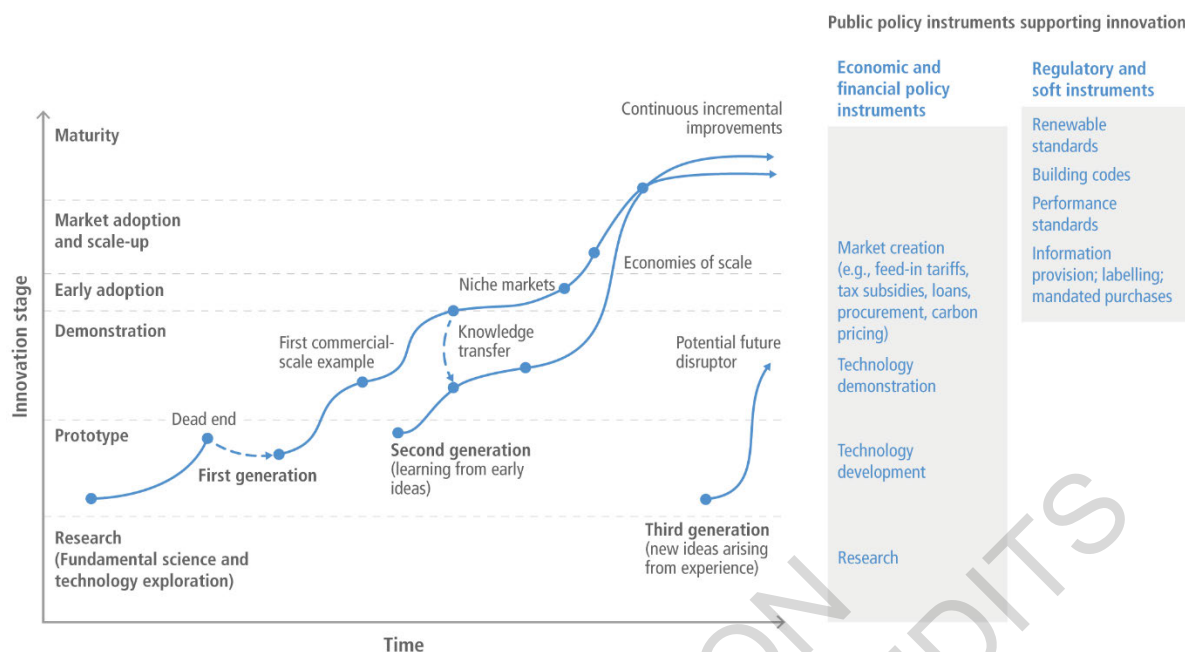 Public policy instruments supporting innovation
Economic and
financial policy
instruments
Regulatory and
soft instruments
Innovation stage
Maturity
Market adoption
and scale-up
Early adoption
Demonstration
Prototype
Research
(Fundamental science and
technology exploration)
Continuous incremental
improvements
Economies of scale
Niche markets
Knowledge
transfer
First commercial-
scale example
Dead end
First generation
Second generation
(learning from early
ideas)
Potential future
disruptor
Third generation
(new ideas arising
from experience)
Time
Market creation
(e.g., feed-in tariffs,
tax subsidies, loans,
procurement, carbon
pricing)
Technology
demonstration
Technology
development
Research
Renewable
standards
Building codes
Performance
standards
Information
provision; labelling;
mandated purchases